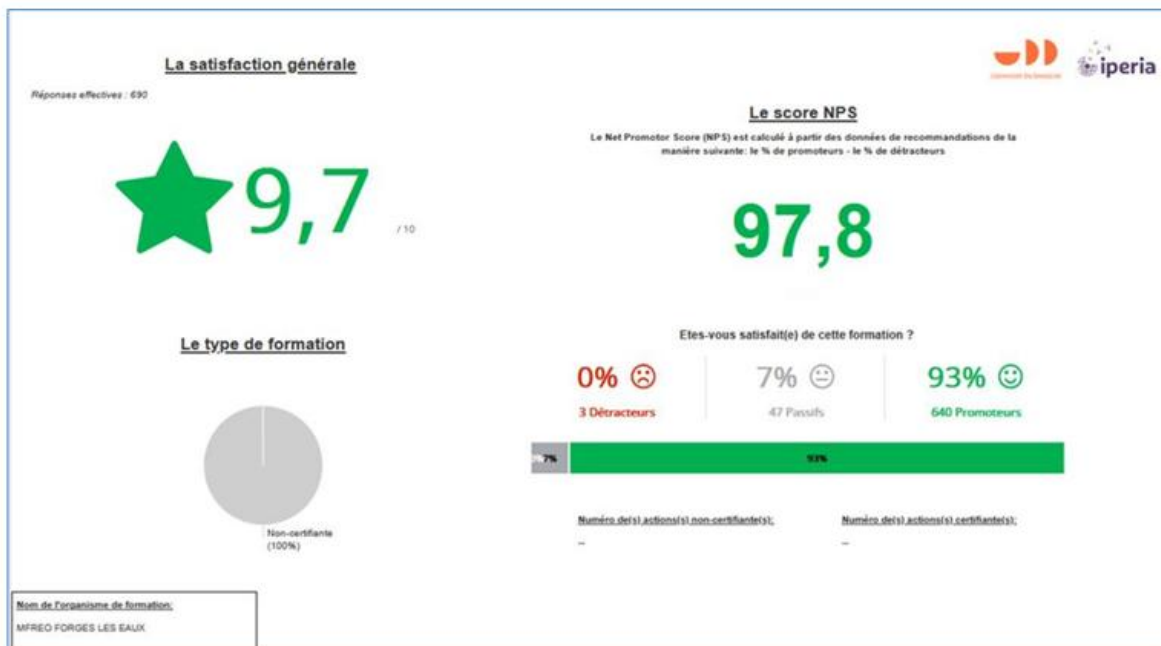 La satisfaction générale
Réponses effectives : 690
9,7 / 10
iperia
Le score NPS
Le Net Promotor Score (NPS) est calculé à partir des données de recommandations de la
manière suivante: le % de promoteurs - le % de détracteurs
97,8
Le type de formation
Non-certifiante
(100%)
Etes-vous satisfait(e) de cette formation ?
0% 7% 93%
3 Détracteurs 47 Passifs 640 Promoteurs
7% 93%
Numéro de(s) actions(s) non-certifiante(s): Numéro de(s) actions(s) certifiante(s):
-- --
Nom de l'organisme de formation:
MFREO FORGES LES EAUX